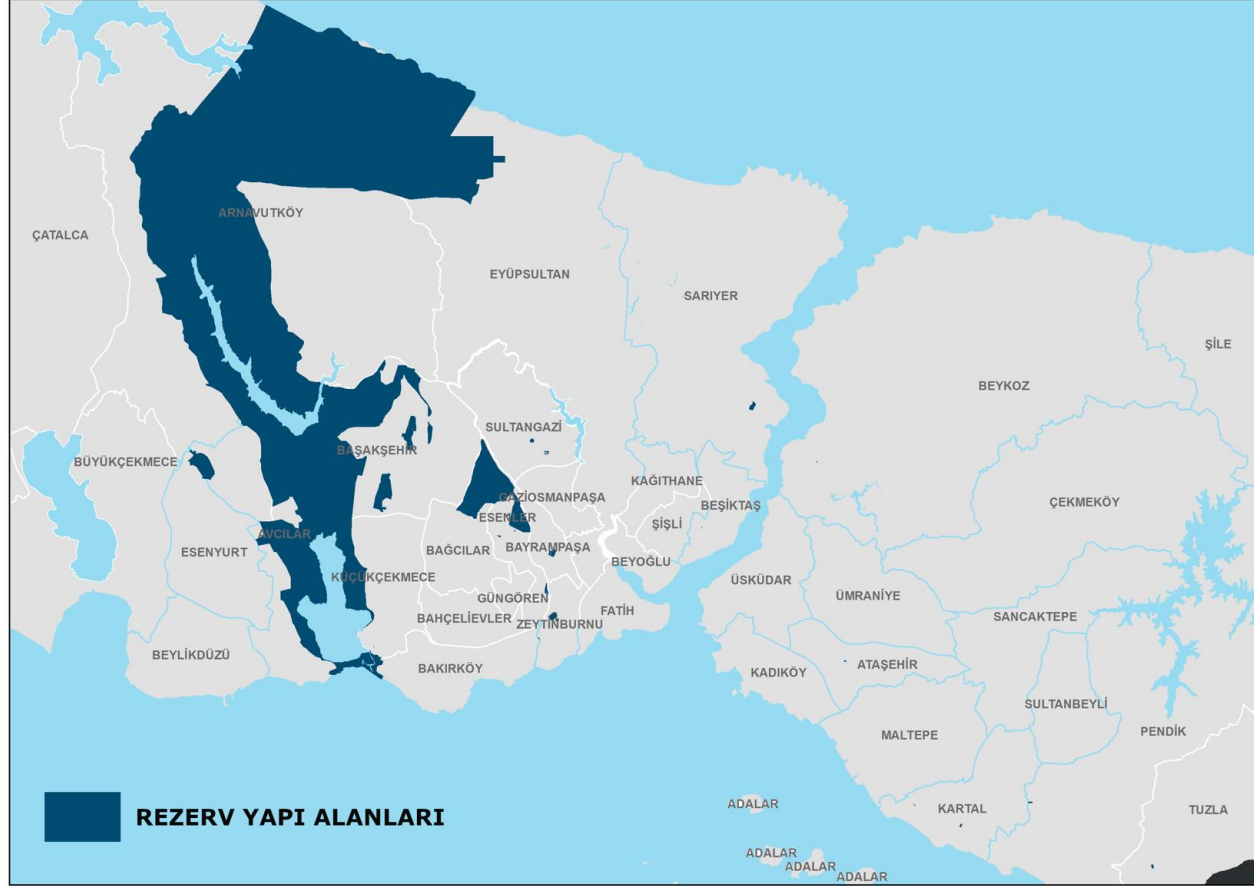 ARNAVUTKÖY
ÇATALCA
EYÜPSULTAN
SARIYER
ŞİLE
BEYKOZ
SULTANGAZİ
BAŞAKŞEHİR
BÜYÜKÇEKMECE
KAĞITHANE
GAZİOSMANPAŞA
BEŞİKTAŞ
ÇEKMEKÖY
ESENLER
ŞİŞLİ
AVCILAR
ESENYURT
BAĞCILAR
BAYRAMPAŞA
BEYOĞLU
KÜÇÜKÇEKMECE
ÜSKÜDAR
ÜMRANİYE
GÜNGÖREN
FATİH
BAHÇELİEVLER
ZEYTİNBURNU
SANCAKTEPE
BEYLİKDÜZÜ
BAKIRKÖY
KADIKÖY
ATAŞEHİR
SULTANBEYLİ
MALTEPE
PENDİK
ADALAR
KARTAL
TUZLA
REZERV YAPI ALANLARI
ADALAR
ADALAR
ADALAR